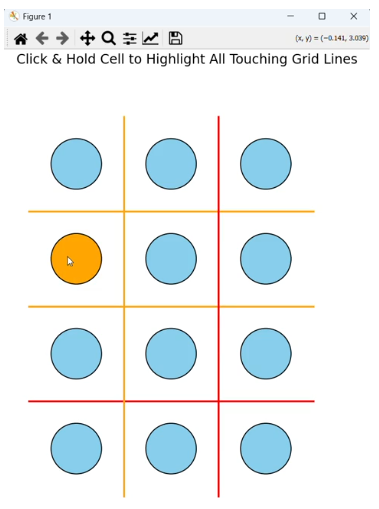 Figure 1
(x, y) = (−0.141, 3.039)
Click & Hold Cell to Highlight All Touching Grid Lines